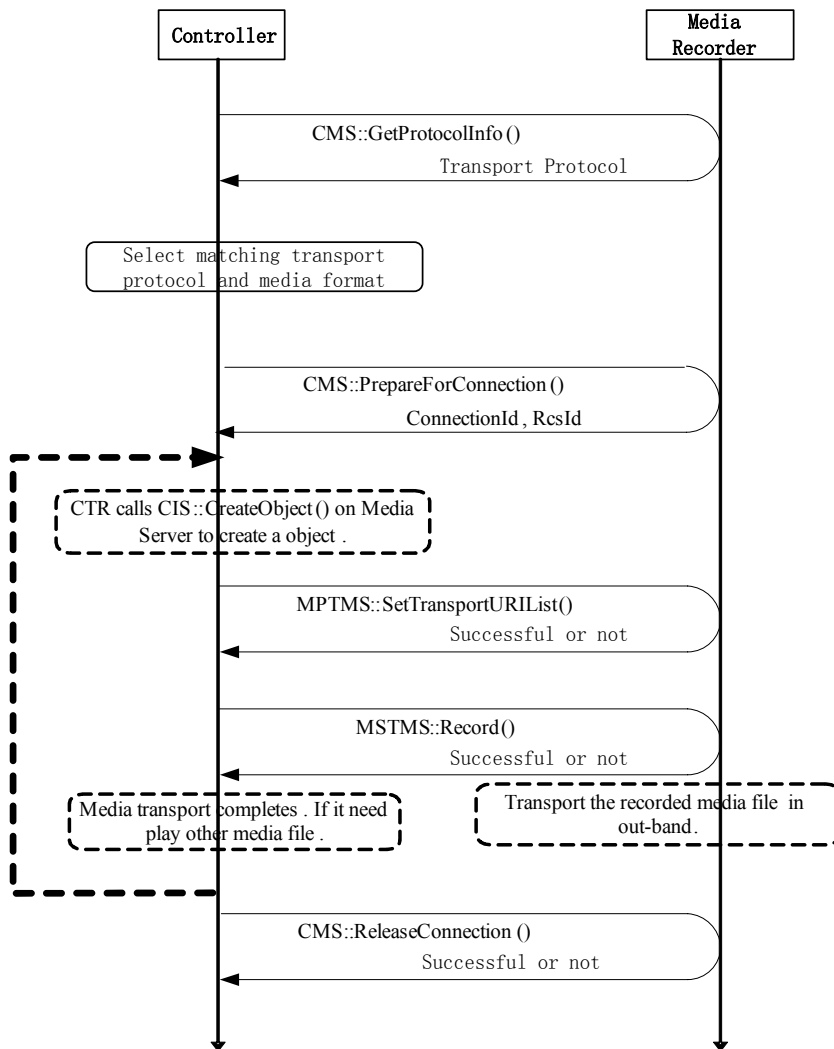 Controller
Media
Recorder
CMS::GetProtocolInfo()
Transport Protocol
Select matching transport
protocol and media format
CMS::PrepareForConnection()
ConnectionId , RcsId
CTR calls CIS::CreateObject() on Media
Server to create a object .
MPTMS::SetTransportURIList()
Successful or not
MSTMS::Record()
Successful or not
Media transport completes . If it need
play other media file .
Transport the recorded media file in
out-band.
CMS::ReleaseConnection ()
Successful or not